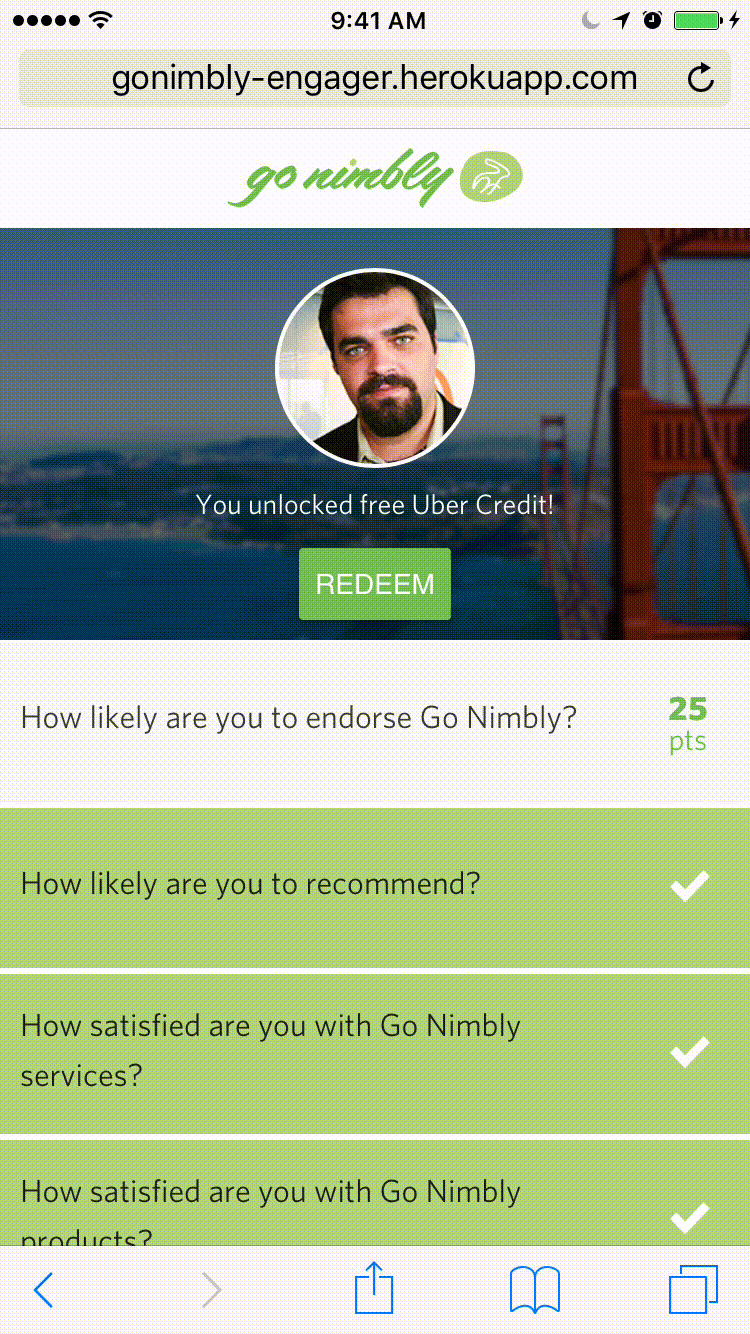 9:41 AM
gonimbly-engager.herokuapp.com
go nimbly
You unlocked free Uber Credit!
REDEEM
How likely are you to endorse Go Nimbly?
25
pts
How likely are you to recommend?
How satisfied are you with Go Nimbly
services?
How satisfied are you with Go Nimbly
products?